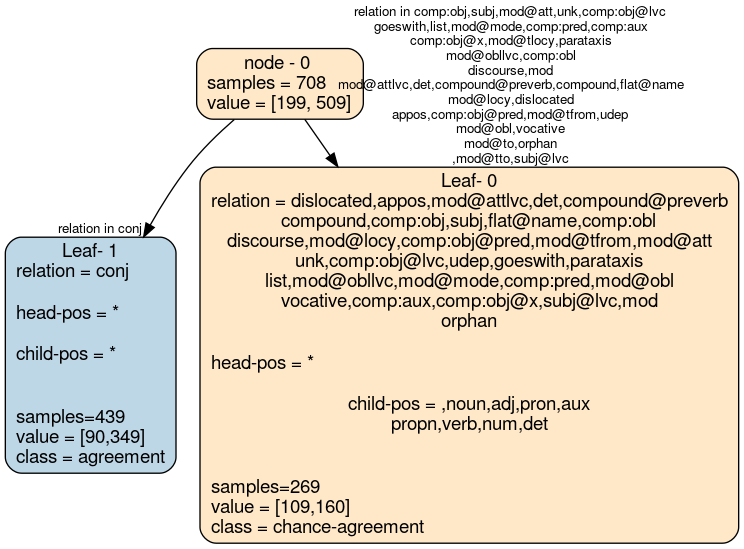 relation in comp:obj,subj,mod@att,unk,comp:obj@lvc
goeswith,list,mod@mode,comp:pred,comp:aux
comp:obj@x,mod@tlocy,parataxis
mod@obllvc,comp:obl
discourse,mod
mod@attlvc,det,compound@preverb,compound,flat@name
mod@locy,dislocated
appos,comp:obj@pred,mod@tfrom,udep
mod@obl,vocative
mod@to,orphan
,mod@tto,subj@lvc
node - 0
samples = 708
value = [199, 509]
relation in conj
Leaf- 1
relation = conj
head-pos = *
child-pos = *
samples=439
value = [90,349]
class = agreement
Leaf- 0
relation = dislocated,appos,mod@attlvc,det,compound@preverb
compound,comp:obj,subj,flat@name,comp:obl
discourse,mod@locy,comp:obj@pred,mod@tfrom,mod@att
unk,comp:obj@lvc,udep,goeswith,parataxis
list,mod@obllvc,mod@mode,comp:pred,mod@obl
vocative,comp:aux,comp:obj@x,subj@lvc,mod
orphan
head-pos = *
child-pos = ,noun,adj,pron,aux
propn,verb,num,det
samples=269
value = [109,160]
class = chance-agreement